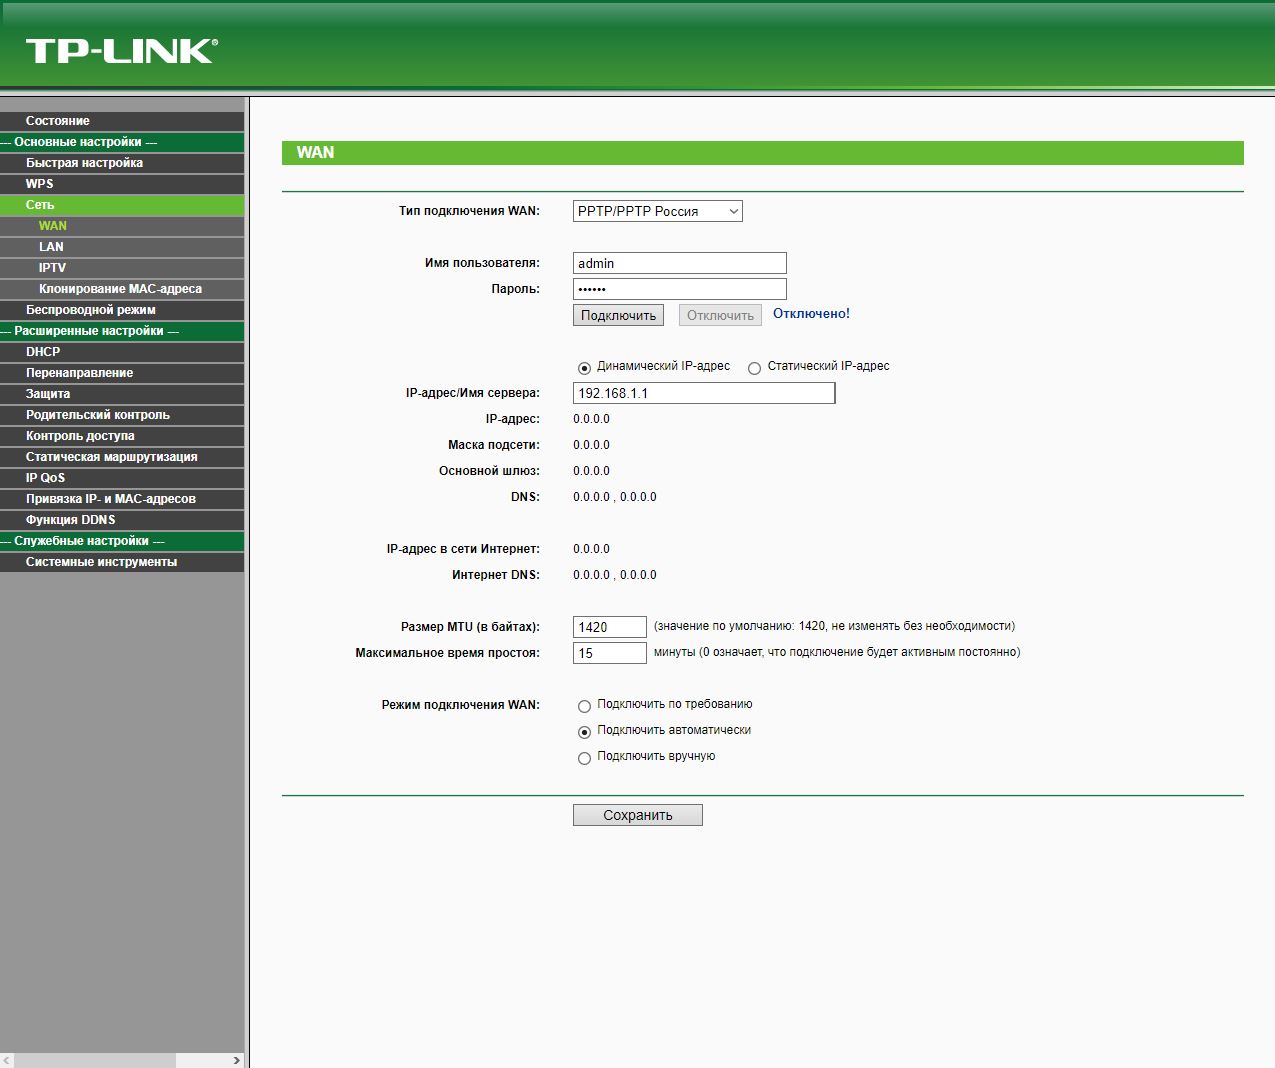 TP-LINK®
Состояние
--- Основные настройки ---
Быстрая настройка
WPS
Сеть
WAN
LAN
IPTV
Клонирование МАС-адреса
Беспроводной режим
--- Расширенные настройки ---
DHCP
Перенаправление
Защита
Родительский контроль
Контроль доступа
Статическая маршрутизация
IP QoS
Привязка IP- и МАС-адресов
Функция DDNS
--- Служебные настройки ---
Системные инструменты
WAN
Тип подключения WAN: PPTP/PPTP Россия
Имя пользователя: admin
Пароль: ••••••
Подключить Отключить Отключено!
Динамический IP-адрес Статический IP-адрес
IP-адрес/Имя сервера: 192.168.1.1
IP-адрес: 0.0.0.0
Маска подсети: 0.0.0.0
Основной шлюз: 0.0.0.0
DNS: 0.0.0.0 , 0.0.0.0
IP-адрес в сети Интернет: 0.0.0.0
Интернет DNS: 0.0.0.0 , 0.0.0.0
Размер MTU (в байтах): 1420 (значение по умолчанию: 1420, не изменять без необходимости)
Максимальное время простоя: 15 минуты (0 означает, что подключение будет активным постоянно)
Режим подключения WAN: Подключить по требованию
Подключить автоматически
Подключить вручную
Сохранить